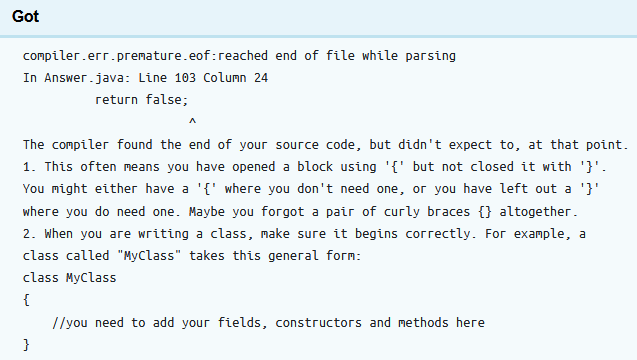 Got
compiler.err.premature.eof:reached end of file while parsing
In Answer.java: Line 103 Column 24
return false;
^
The compiler found the end of your source code, but didn't expect to, at that point.
1. This often means you have opened a block using '{' but not closed it with '}'.
You might either have a '{' where you don't need one, or you have left out a '}'
where you do need one. Maybe you forgot a pair of curly braces {} altogether.
2. When you are writing a class, make sure it begins correctly. For example, a
class called "MyClass" takes this general form:
class MyClass
{
//you need to add your fields, constructors and methods here
}